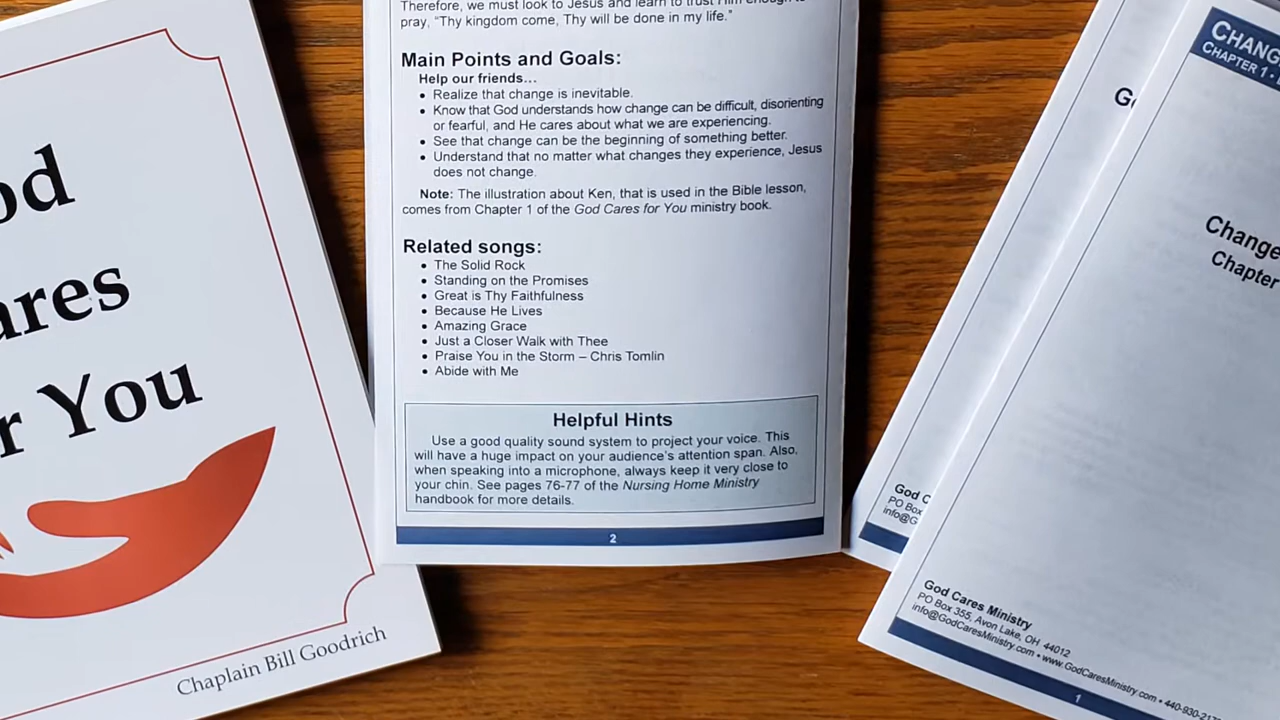 od
ares
r You
Chaplain Bill Goodrich
Therefore, we must look to Jesus and learn to trust Him enough to
pray, “Thy kingdom come, Thy will be done in my life.”
Main Points and Goals:
Help our friends…
• Realize that change is inevitable.
• Know that God understands how change can be difficult, disorienting
or fearful, and He cares about what we are experiencing.
• See that change can be the beginning of something better.
• Understand that no matter what changes they experience, Jesus
does not change.
Note: The illustration about Ken, that is used in the Bible lesson,
comes from Chapter 1 of the God Cares for You ministry book.
Related songs:
• The Solid Rock
• Standing on the Promises
• Great is Thy Faithfulness
• Because He Lives
• Amazing Grace
• Just a Closer Walk with Thee
• Praise You in the Storm – Chris Tomlin
• Abide with Me
Helpful Hints
Use a good quality sound system to project your voice. This
will have a huge impact on your audience’s attention span. Also,
when speaking into a microphone, always keep it very close to
your chin. See pages 76-77 of the Nursing Home Ministry
handbook for more details.
2
G
God C
PO Box
info@G
CHANG
CHAPTER 1 •
Change
Chapter
God Cares Ministry
PO Box 355, Avon Lake, OH 44012
info@GodCaresMinistry.com • www.GodCaresMinistry.com • 440-930-217
1